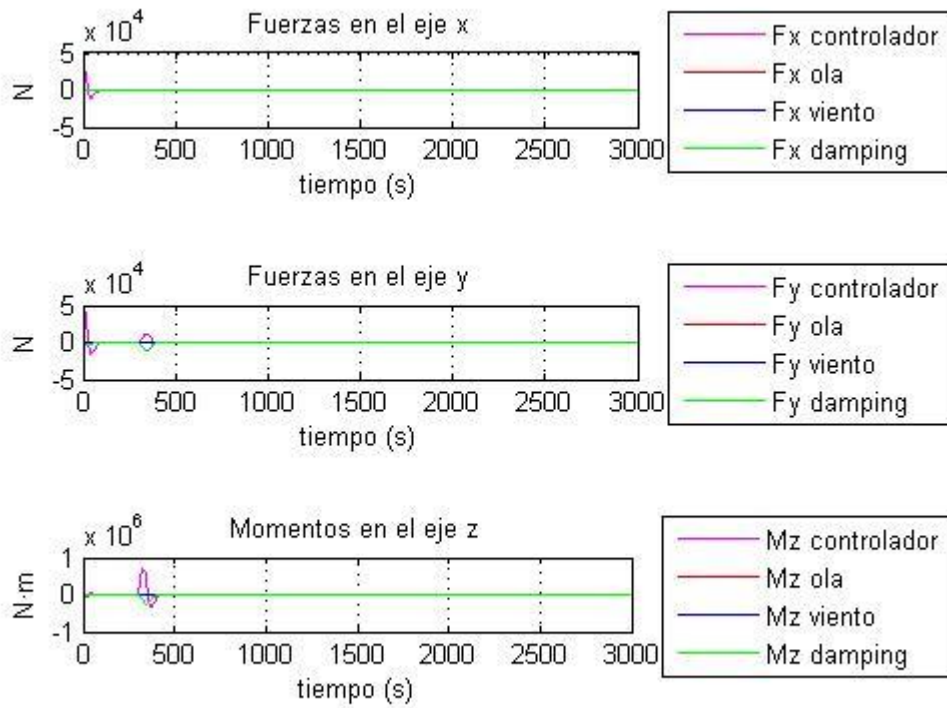 Fuerzas en el eje x
x 10^4
5
0
-5
N
0 500 1000 1500 2000 2500 3000
tiempo (s)
Fx controlador
Fx ola
Fx viento
Fx damping
Fuerzas en el eje y
x 10^4
5
0
-5
N
0 500 1000 1500 2000 2500 3000
tiempo (s)
Fy controlador
Fy ola
Fy viento
Fy damping
Momentos en el eje z
x 10^6
1
0
-1
N·m
0 500 1000 1500 2000 2500 3000
tiempo (s)
Mz controlador
Mz ola
Mz viento
Mz damping